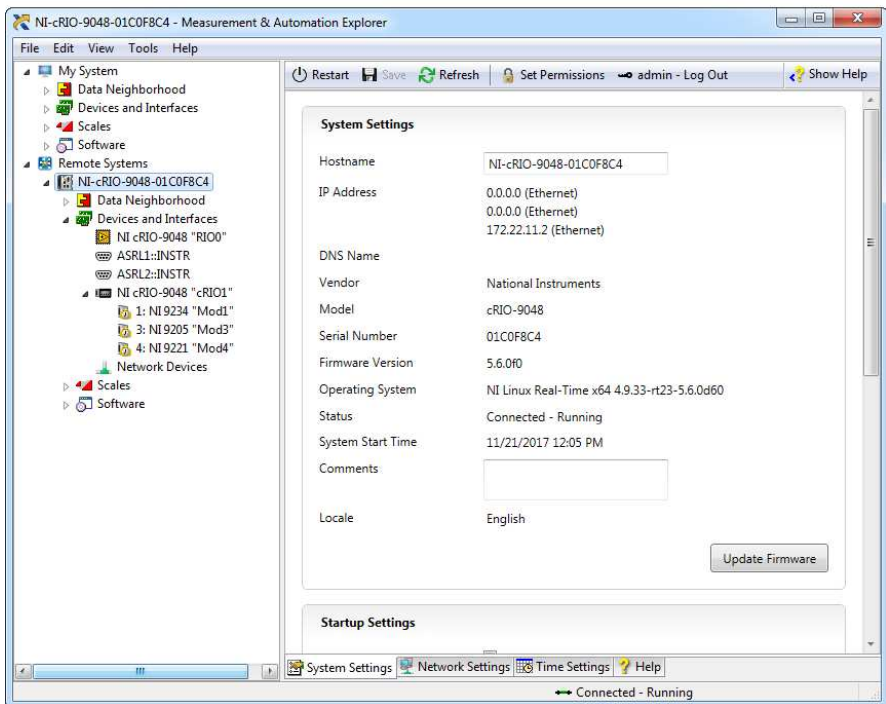 NI-cRIO-9048-01C0F8C4 - Measurement & Automation Explorer
File Edit View Tools Help
My System
Data Neighborhood
Devices and Interfaces
Scales
Software
Remote Systems
NI-cRIO-9048-01C0F8C4
Data Neighborhood
Devices and Interfaces
NI cRIO-9048 "RIO0"
ASRL1::INSTR
ASRL2::INSTR
NI cRIO-9048 "cRIO1"
1: NI 9234 "Mod1"
3: NI 9205 "Mod3"
4: NI 9221 "Mod4"
Network Devices
Scales
Software
Restart Save Refresh Set Permissions admin - Log Out Show Help
System Settings
Hostname NI-cRIO-9048-01C0F8C4
IP Address 0.0.0.0 (Ethernet)
0.0.0.0 (Ethernet)
172.22.11.2 (Ethernet)
DNS Name
Vendor National Instruments
Model cRIO-9048
Serial Number 01C0F8C4
Firmware Version 5.6.0f0
Operating System NI Linux Real-Time x64 4.9.33-rt23-5.6.0d60
Status Connected - Running
System Start Time 11/21/2017 12:05 PM
Comments
Locale English
Update Firmware
Startup Settings
System Settings Network Settings Time Settings Help
Connected - Running